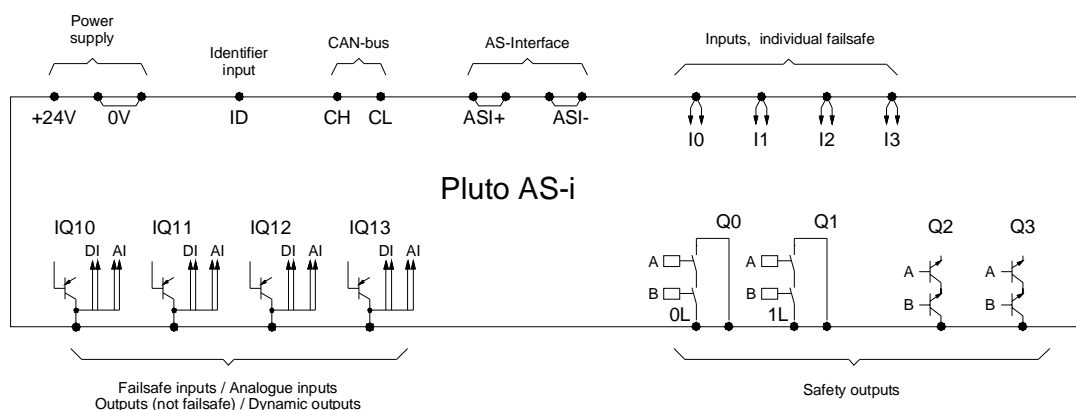 Power
supply
Identifier
input
CAN-bus
AS-Interface
Inputs, individual failsafe
+24V 0V ID CH CL ASI+ ASI- I0 I1 I2 I3
Pluto AS-i
IQ10 IQ11 IQ12 IQ13 Q0 Q1 Q2 Q3
DI AI DI AI DI AI DI AI
A A A A
B B B B
0L 1L
Failsafe inputs / Analogue inputs
Outputs (not failsafe) / Dynamic outputs
Safety outputs